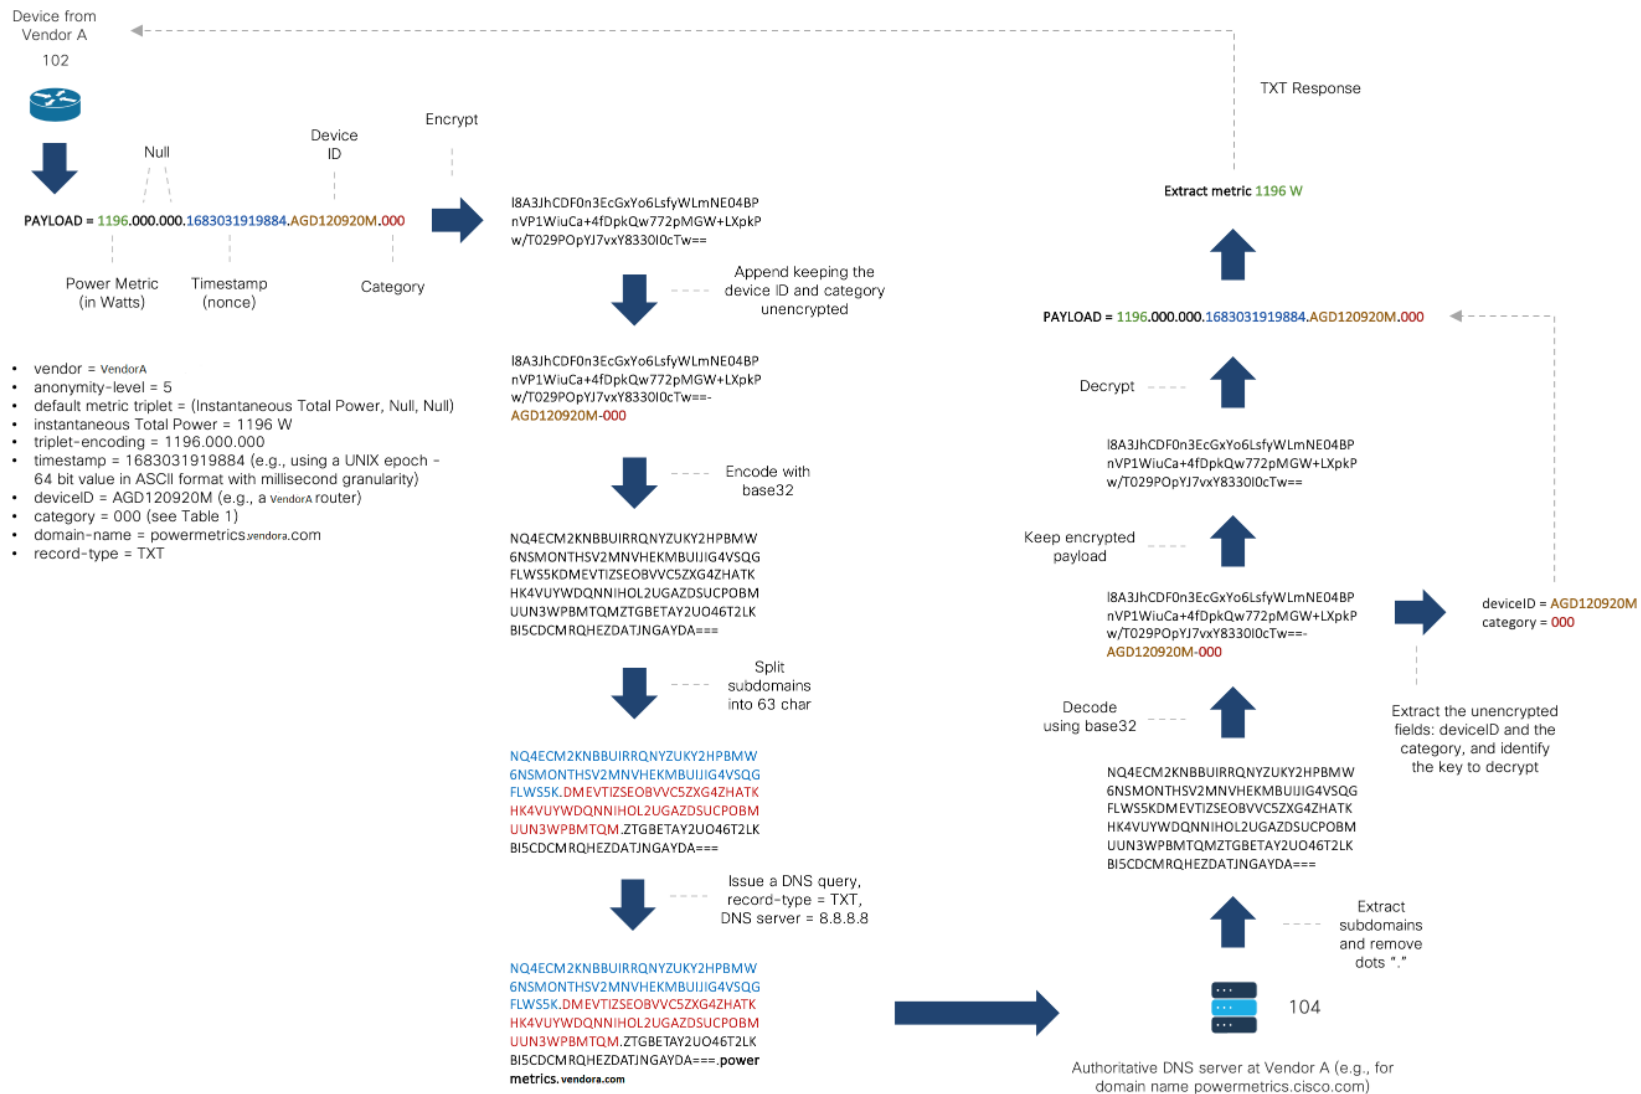 Device from
Vendor A
102
Null
Device
ID
Encrypt
PAYLOAD = 1196.000.000.1683031919884.AGD120920M.000
Power Metric
(in Watts)
Timestamp
(nonce)
Category
• vendor = VendorA
• anonymity-level = 5
• default metric triplet = (Instantaneous Total Power, Null, Null)
• instantaneous Total Power = 1196 W
• triplet-encoding = 1196.000.000
• timestamp = 1683031919884 (e.g., using a UNIX epoch -
64 bit value in ASCII format with millisecond granularity)
• deviceID = AGD120920M (e.g., a VendorA router)
• category = 000 (see Table 1)
• domain-name = powermetrics.vendora.com
• record-type = TXT
l8A3JhCDF0n3EcGxYo6LsfyWLmNE04BP
nVP1WiuCa+4fDpkQw772pMGW+LXpkP
w/T029POpYJ7vxY8330I0cTw==
Append keeping the
device ID and category
unencrypted
l8A3JhCDF0n3EcGxYo6LsfyWLmNE04BP
nVP1WiuCa+4fDpkQw772pMGW+LXpkP
w/T029POpYJ7vxY8330I0cTw==-
AGD120920M-000
Encode with
base32
NQ4ECM2KNBBUIRRQNYZUKY2HPBMW
6NSMONTHSV2MNVHEKMBUIJIG4VSQG
FLWS5KDMEVTIZSEOBVVC5ZXG4ZHATK
HK4VUYWDQNNIHOL2UGAZDSUCPOBM
UUN3WPBMTQMZTGBETAY2UO46T2LK
BI5CDCMRQHEZDATJNGAYDA===
Split
subdomains
into 63 char
NQ4ECM2KNBBUIRRQNYZUKY2HPBMW
6NSMONTHSV2MNVHEKMBUIJIG4VSQG
FLWS5K.DMEVTIZSEOBVVC5ZXG4ZHATK
HK4VUYWDQNNIHOL2UGAZDSUCPOBM
UUN3WPBMTQM.ZTGBETAY2UO46T2LK
BI5CDCMRQHEZDATJNGAYDA===
Issue a DNS query,
record-type = TXT,
DNS server = 8.8.8.8
NQ4ECM2KNBBUIRRQNYZUKY2HPBMW
6NSMONTHSV2MNVHEKMBUIJIG4VSQG
FLWS5K.DMEVTIZSEOBVVC5ZXG4ZHATK
HK4VUYWDQNNIHOL2UGAZDSUCPOBM
UUN3WPBMTQM.ZTGBETAY2UO46T2LK
BI5CDCMRQHEZDATJNGAYDA===.power
metrics.vendora.com
TXT Response
Extract metric 1196 W
PAYLOAD = 1196.000.000.1683031919884.AGD120920M.000
Decrypt
l8A3JhCDF0n3EcGxYo6LsfyWLmNE04BP
nVP1WiuCa+4fDpkQw772pMGW+LXpkP
w/T029POpYJ7vxY8330I0cTw==
Keep encrypted
payload
l8A3JhCDF0n3EcGxYo6LsfyWLmNE04BP
nVP1WiuCa+4fDpkQw772pMGW+LXpkP
w/T029POpYJ7vxY8330I0cTw==-
AGD120920M-000
deviceID = AGD120920M
category = 000
Extract the unencrypted
fields: deviceID and the
category, and identify
the key to decrypt
Decode
using base32
NQ4ECM2KNBBUIRRQNYZUKY2HPBMW
6NSMONTHSV2MNVHEKMBUIJIG4VSQG
FLWS5KDMEVTIZSEOBVVC5ZXG4ZHATK
HK4VUYWDQNNIHOL2UGAZDSUCPOBM
UUN3WPBMTQMZTGBETAY2UO46T2LK
BI5CDCMRQHEZDATJNGAYDA===
Extract
subdomains
and remove
dots "."
104
Authoritative DNS server at Vendor A (e.g., for
domain name powermetrics.cisco.com)